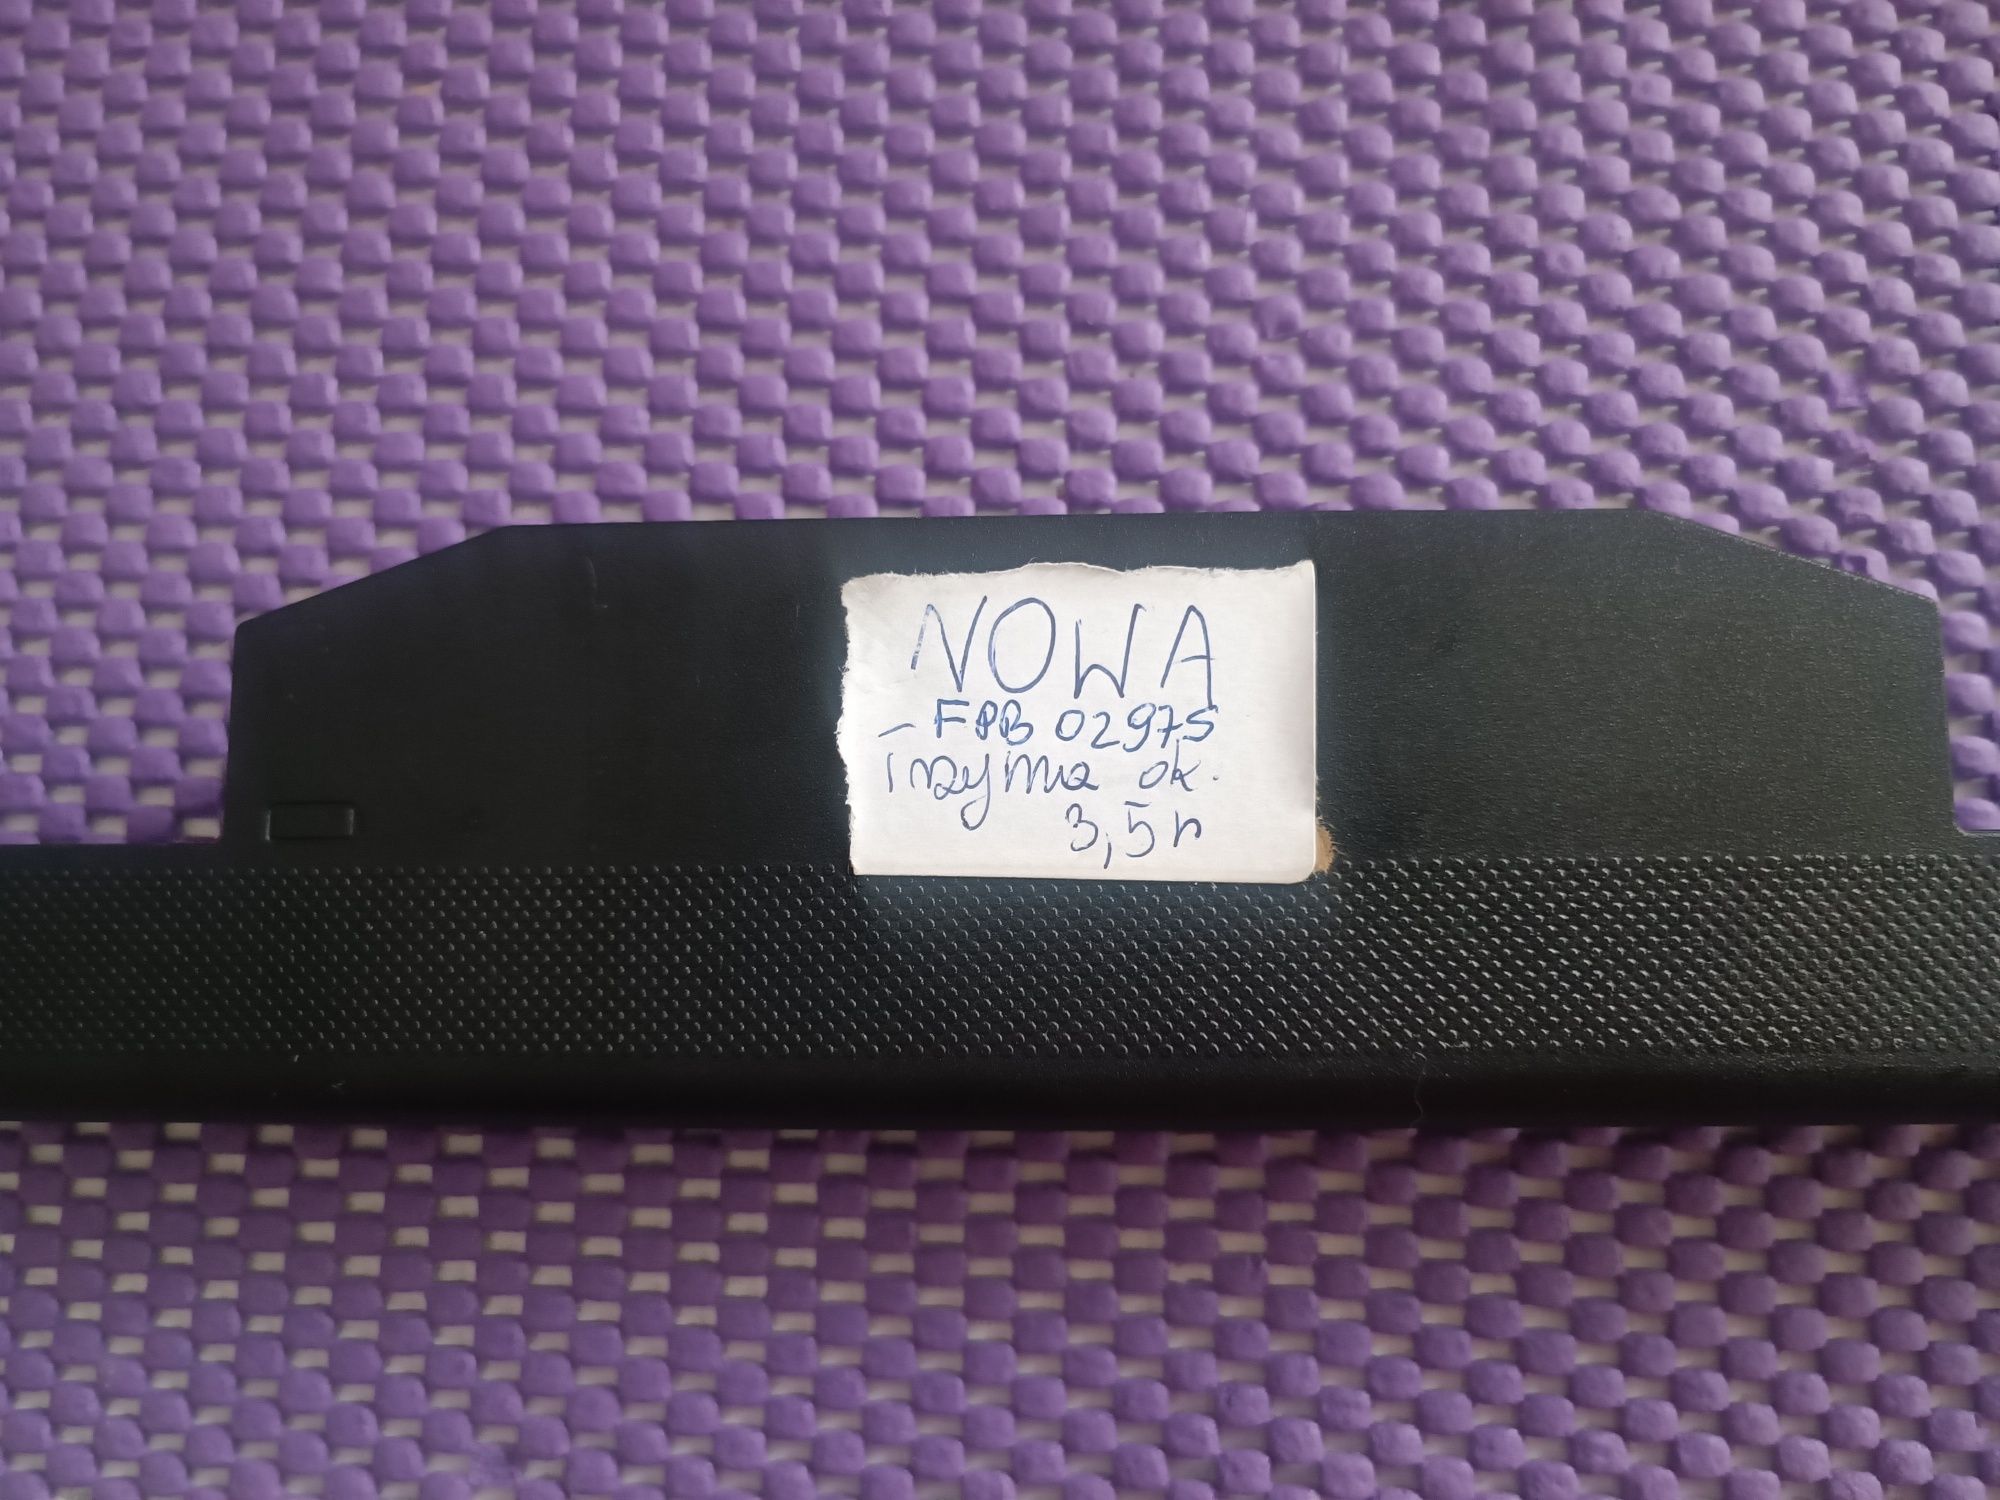 NOWA
- FPB 0297S
Trzyma ok.
3,5h